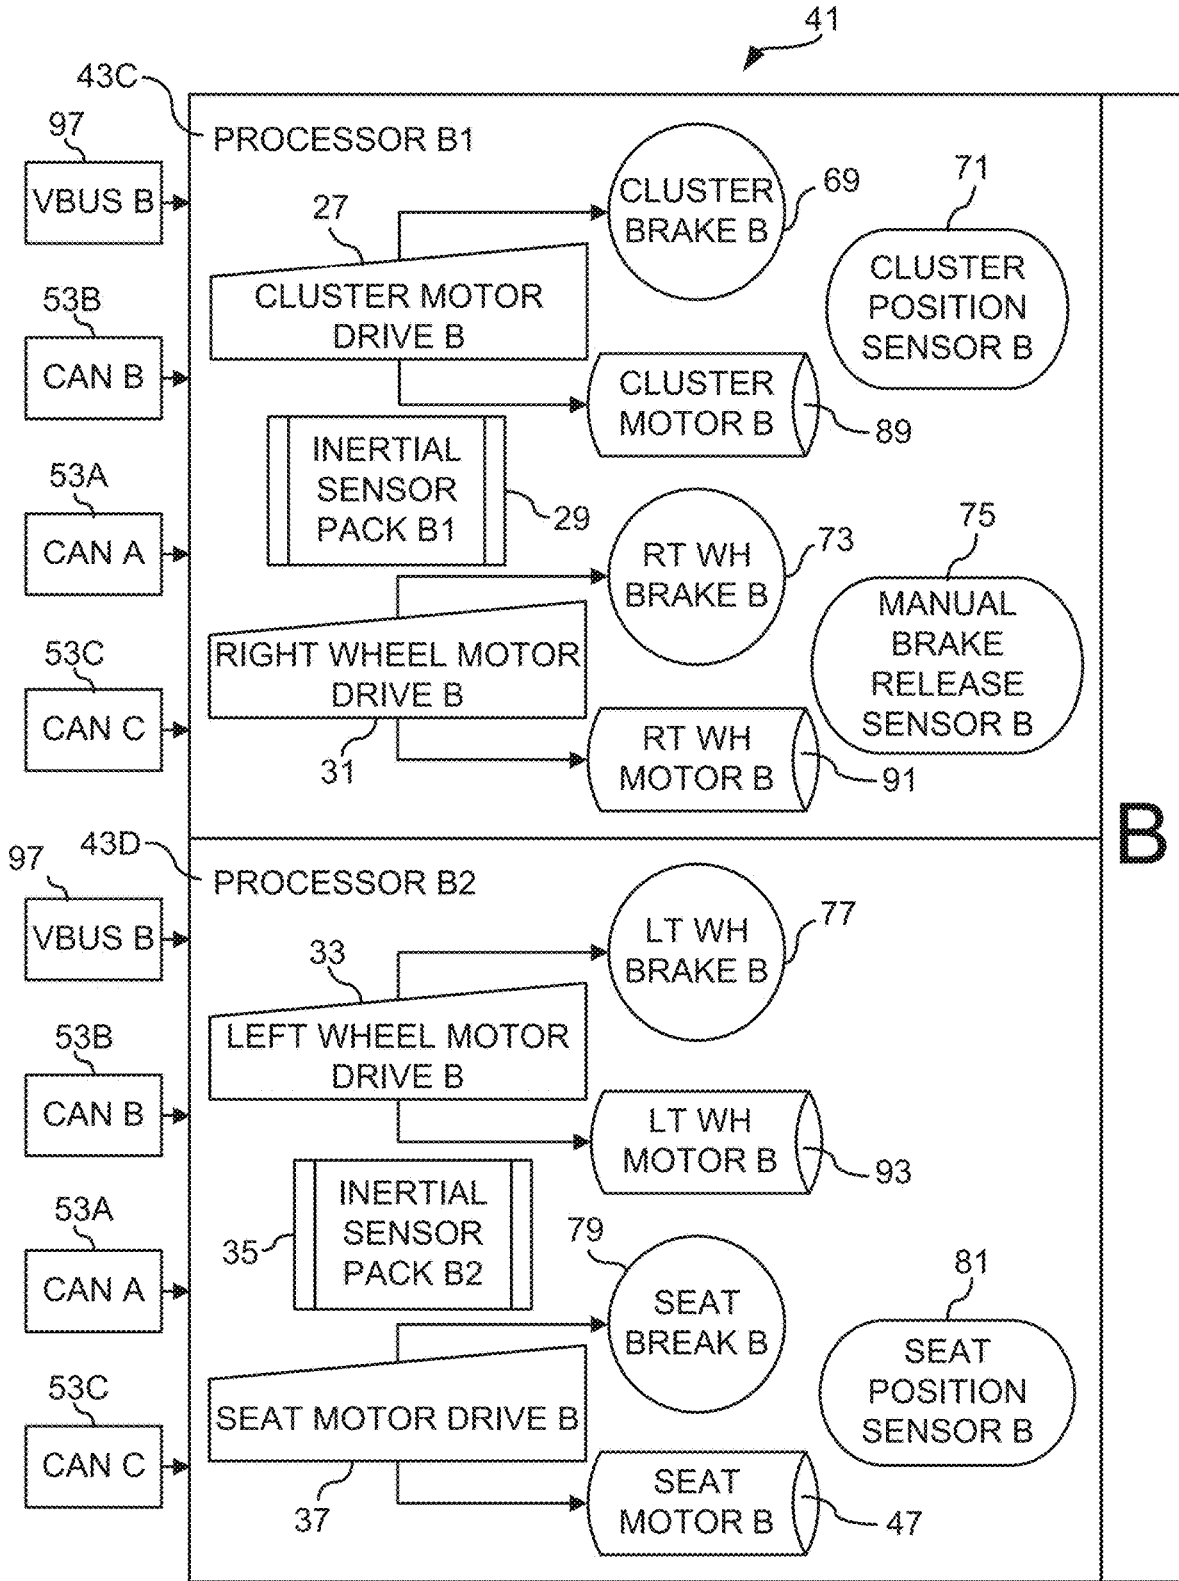 41
43C
PROCESSOR B1
97
VBUS B
27
CLUSTER
BRAKE B
69
71
CLUSTER
POSITION
SENSOR B
CLUSTER MOTOR
DRIVE B
53B
CAN B
CLUSTER
MOTOR B
89
INERTIAL
SENSOR
PACK B1
29
53A
CAN A
RT WH
BRAKE B
73
75
MANUAL
BRAKE
RELEASE
SENSOR B
RIGHT WHEEL MOTOR
DRIVE B
31
53C
CAN C
RT WH
MOTOR B
91
B
43D
PROCESSOR B2
97
VBUS B
33
LT WH
BRAKE B
77
LEFT WHEEL MOTOR
DRIVE B
53B
CAN B
LT WH
MOTOR B
93
INERTIAL
SENSOR
PACK B2
35
53A
CAN A
79
SEAT
BREAK B
81
SEAT
POSITION
SENSOR B
SEAT MOTOR DRIVE B
37
53C
CAN C
SEAT
MOTOR B
47